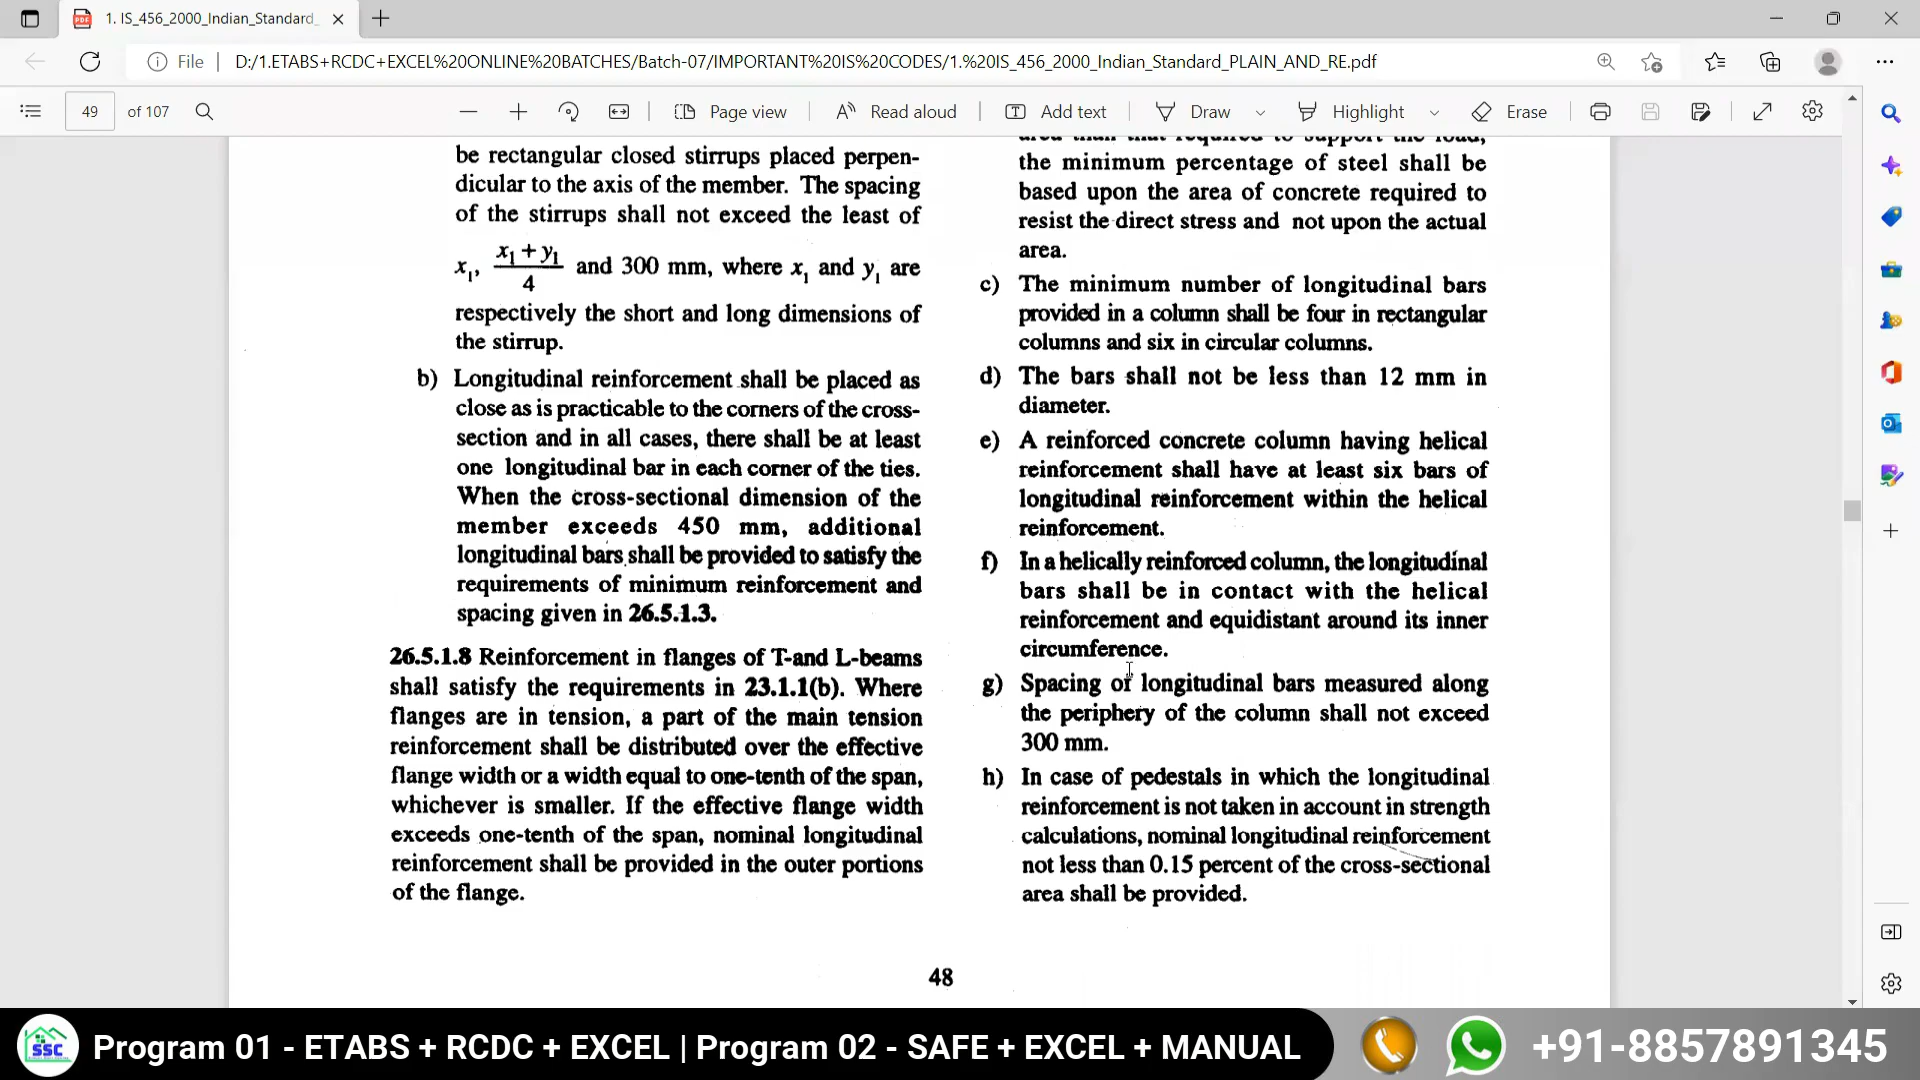 1. IS_456_2000_Indian_Standard_
File
D:/1.ETABS+RCDC+EXCEL%20ONLINE%20BATCHES/Batch-07/IMPORTANT%20IS%20CODES/1.%20IS_456_2000_Indian_Standard_PLAIN_AND_RE.pdf
49 of 107
Page view
Read aloud
Add text
Draw
Highlight
Erase
be rectangular closed stirrups placed perpen-
dicular to the axis of the member. The spacing
of the stirrups shall not exceed the least of
x₁, (x₁ + y₁)/4 and 300 mm, where x₁ and y₁ are
respectively the short and long dimensions of
the stirrup.
b) Longitudinal reinforcement shall be placed as
close as is practicable to the corners of the cross-
section and in all cases, there shall be at least
one longitudinal bar in each corner of the ties.
When the cross-sectional dimension of the
member exceeds 450 mm, additional
longitudinal bars shall be provided to satisfy the
requirements of minimum reinforcement and
spacing given in 26.5.1.3.
26.5.1.8 Reinforcement in flanges of T-and L-beams
shall satisfy the requirements in 23.1.1(b). Where
flanges are in tension, a part of the main tension
reinforcement shall be distributed over the effective
flange width or a width equal to one-tenth of the span,
whichever is smaller. If the effective flange width
exceeds one-tenth of the span, nominal longitudinal
reinforcement shall be provided in the outer portions
of the flange.
area than that required to support the load,
the minimum percentage of steel shall be
based upon the area of concrete required to
resist the direct stress and not upon the actual
area.
c) The minimum number of longitudinal bars
provided in a column shall be four in rectangular
columns and six in circular columns.
d) The bars shall not be less than 12 mm in
diameter.
e) A reinforced concrete column having helical
reinforcement shall have at least six bars of
longitudinal reinforcement within the helical
reinforcement.
f) In a helically reinforced column, the longitudinal
bars shall be in contact with the helical
reinforcement and equidistant around its inner
circumference.
g) Spacing of longitudinal bars measured along
the periphery of the column shall not exceed
300 mm.
h) In case of pedestals in which the longitudinal
reinforcement is not taken in account in strength
calculations, nominal longitudinal reinforcement
not less than 0.15 percent of the cross-sectional
area shall be provided.
48
SSC
Program 01 - ETABS + RCDC + EXCEL | Program 02 - SAFE + EXCEL + MANUAL
+91-8857891345